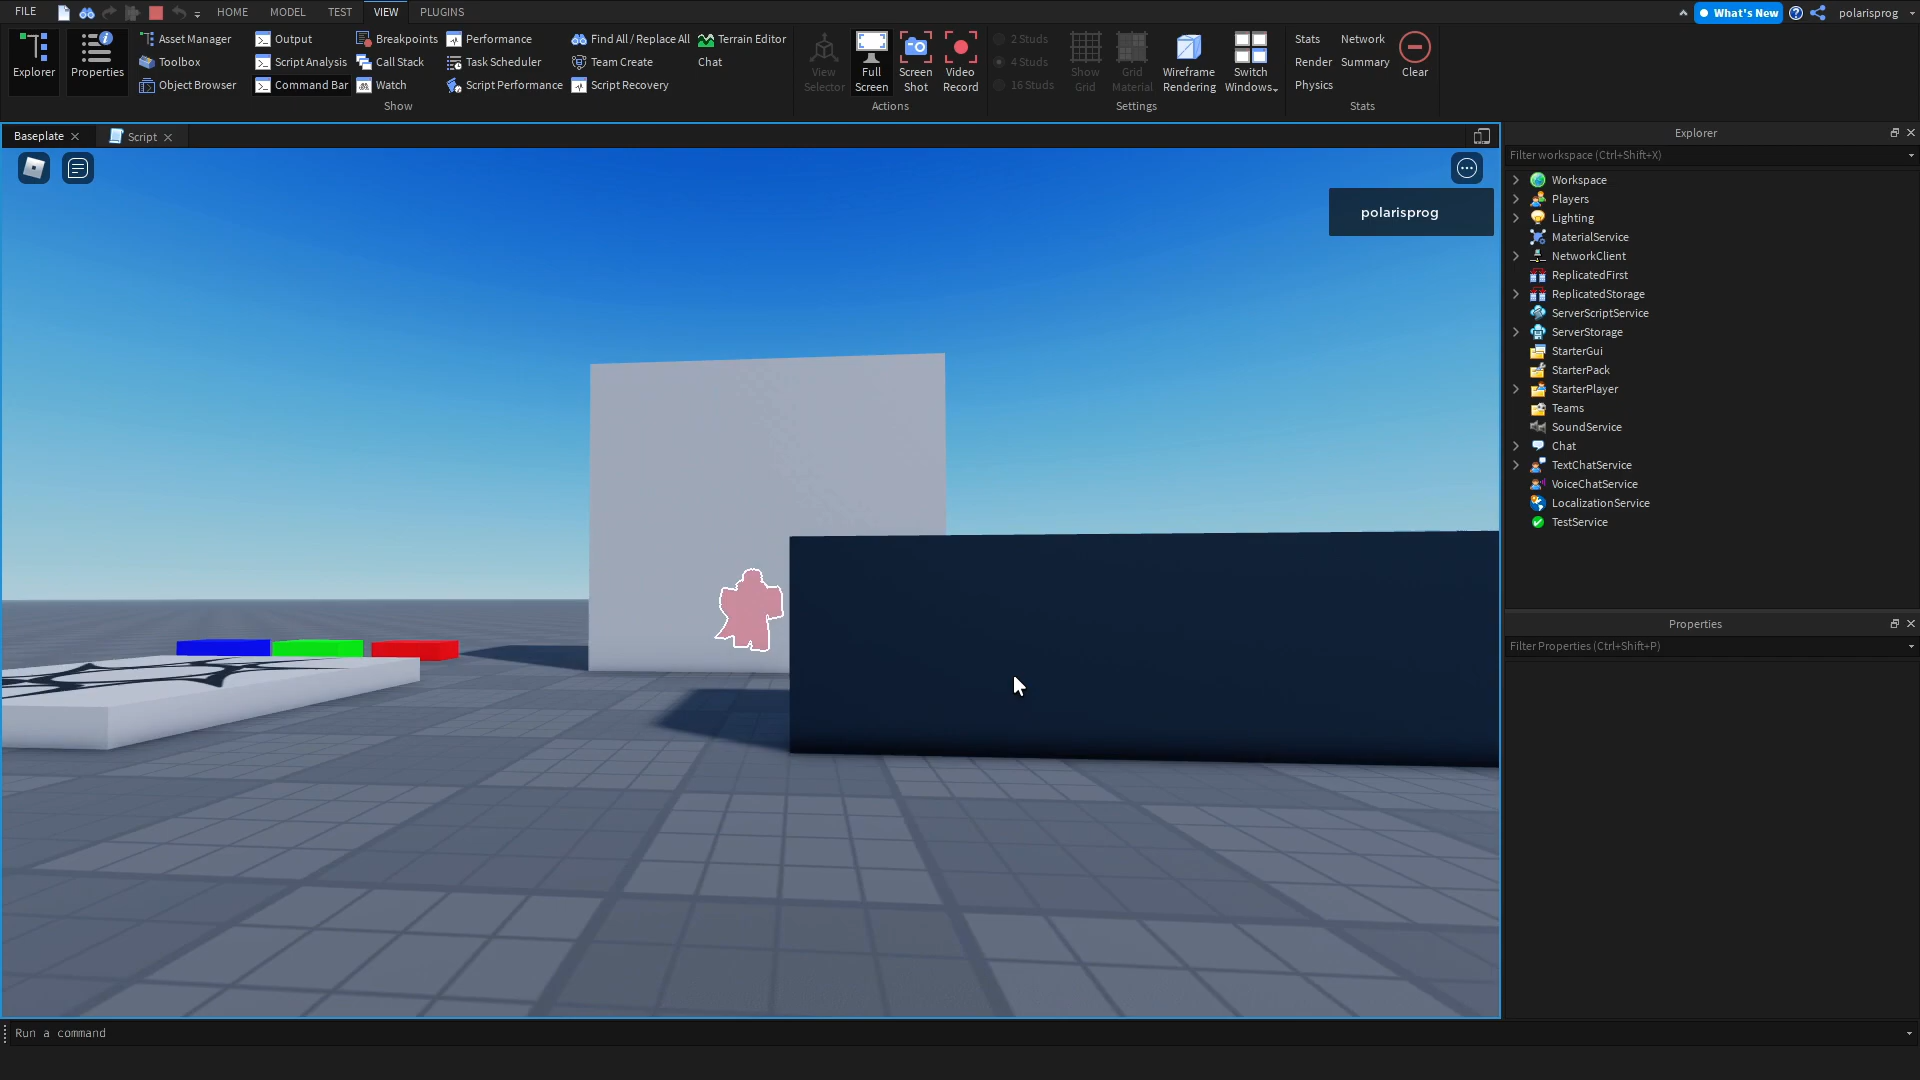 FILE HOME MODEL TEST VIEW PLUGINS What's New polarisprog
Explorer
Properties
Asset Manager
Toolbox
Object Browser
Output
Script Analysis
Command Bar
Breakpoints
Call Stack
Watch
Performance
Task Scheduler
Script Performance
Find All / Replace All
Team Create
Script Recovery
Terrain Editor
Chat
Show
View
Selector
Full
Screen
Screen
Shot
Video
Record
Actions
2 Studs
4 Studs
16 Studs
Show
Grid
Grid
Material
Wireframe
Rendering
Switch
Windows
Settings
Stats
Render
Physics
Network
Summary
Clear
Stats
Baseplate
Script
polarisprog
Explorer
Filter workspace (Ctrl+Shift+X)
Workspace
Players
Lighting
MaterialService
NetworkClient
ReplicatedFirst
ReplicatedStorage
ServerScriptService
ServerStorage
StarterGui
StarterPack
StarterPlayer
Teams
SoundService
Chat
TextChatService
VoiceChatService
LocalizationService
TestService
Properties
Filter Properties (Ctrl+Shift+P)
Run a command